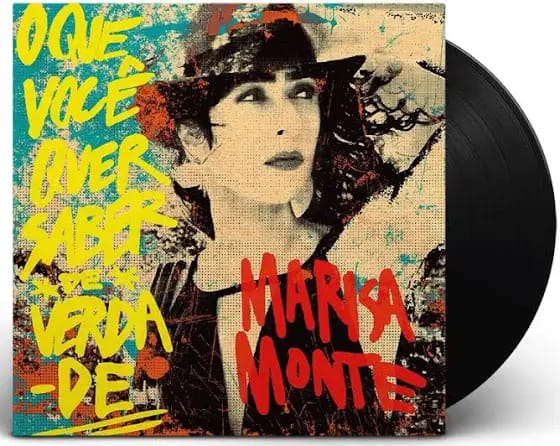 O QUE
VOCÊ
QUER
SABER
DE
VERDA
-DE
MARISA
MONTE